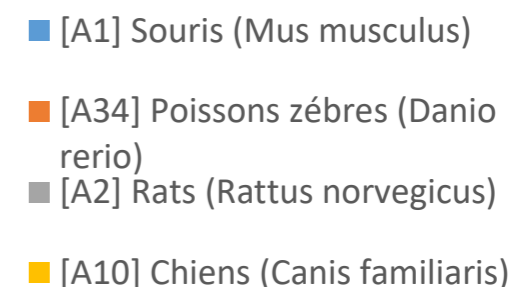 [A1] Souris (Mus musculus)
[A34] Poissons zébres (Danio
rerio)
[A2] Rats (Rattus norvegicus)
[A10] Chiens (Canis familiaris)